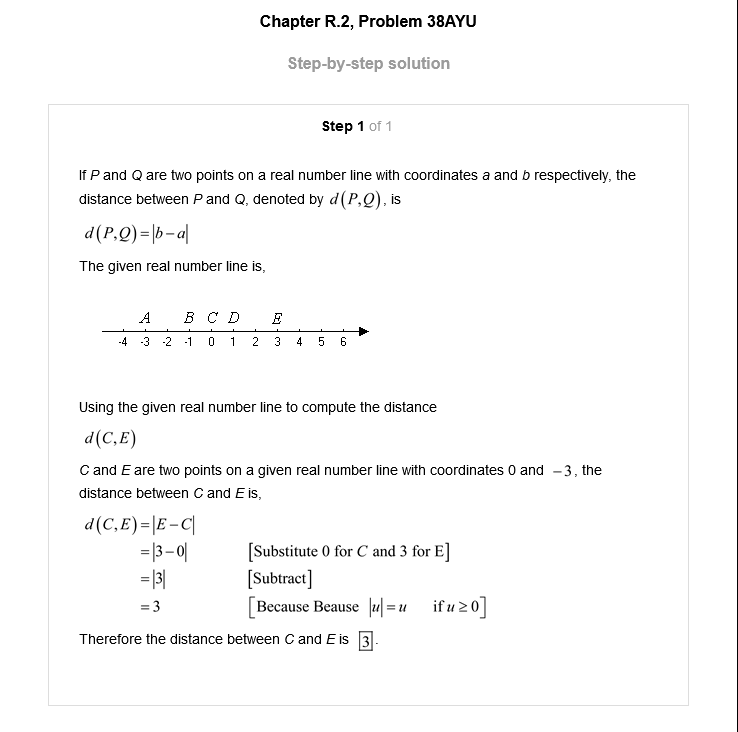 Chapter R.2, Problem 38AYU
Step-by-step solution
Step 1 of 1
If P and Q are two points on a real number line with coordinates a and b respectively, the
distance between P and Q, denoted by d(P,Q), is
d(P,Q)=|b−a|
The given real number line is,
A B C D E
-4 -3 -2 -1 0 1 2 3 4 5 6
Using the given real number line to compute the distance
d(C,E)
C and E are two points on a given real number line with coordinates 0 and −3, the
distance between C and E is,
d(C,E)=|E−C|
=|3−0| [Substitute 0 for C and 3 for E]
=|3| [Subtract]
=3 [Because Beause |u|=u if u≥0]
Therefore the distance between C and E is 3.